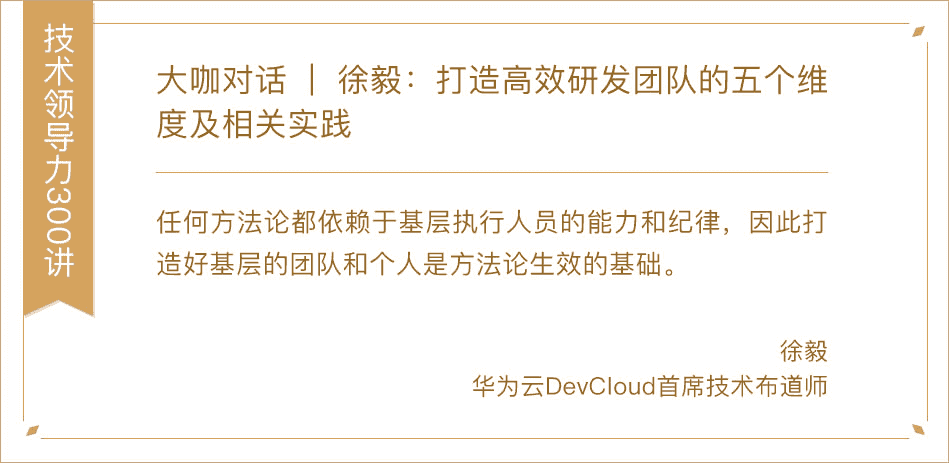 技术领导力300讲
大咖对话 | 徐毅：打造高效研发团队的五个维
度及相关实践
任何方法论都依赖于基层执行人员的能力和纪律，因此打
造好基层的团队和个人是方法论生效的基础。
徐毅
华为云DevCloud首席技术布道师